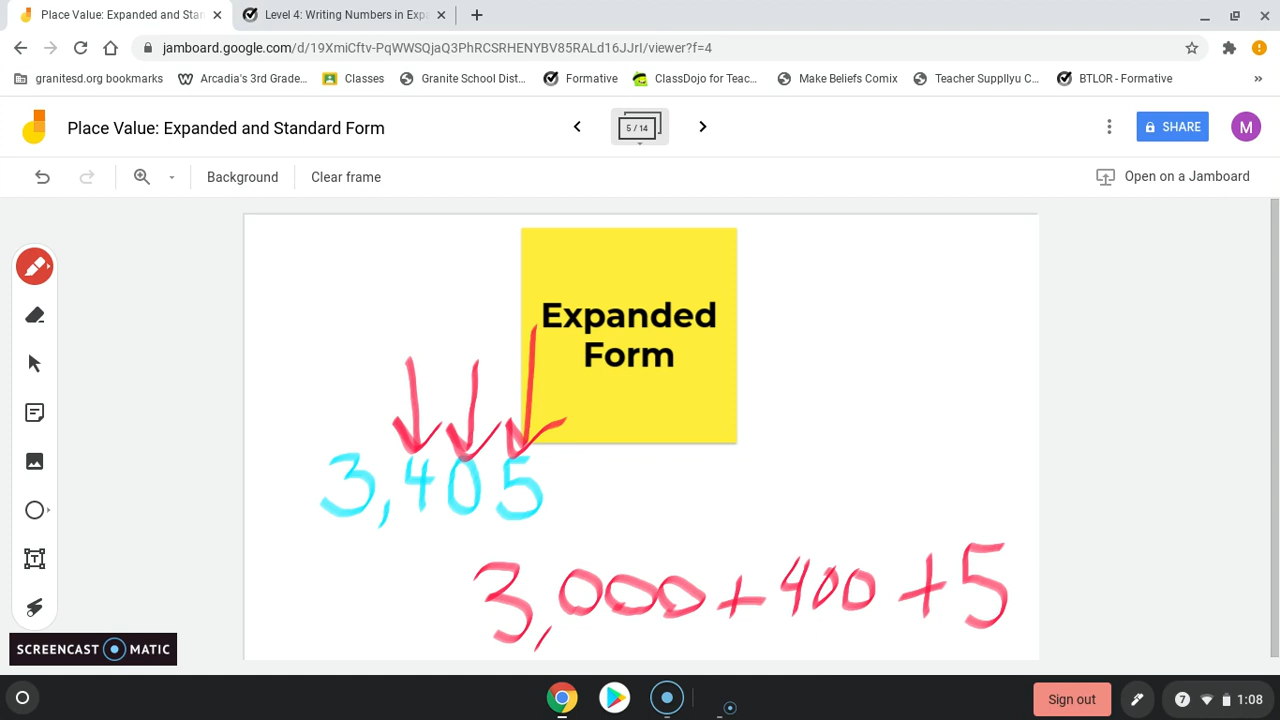 Place Value: Expanded and Stan
Level 4: Writing Numbers in Expa
jamboard.google.com/d/19XmiCftv-PqWWSQjaQ3PhRCSRHENYBV85RALd16JJrI/viewer?f=4
granitesd.org bookmarks
Arcadia's 3rd Grade...
Classes
Granite School Dist...
Formative
ClassDojo for Teac...
Make Beliefs Comix
Teacher Suppllyu C...
BTLOR - Formative
Place Value: Expanded and Standard Form
5 / 14
SHARE
M
Background
Clear frame
Open on a Jamboard
Expanded
Form
3,405
3,000+400+5
SCREENCAST MATIC
Sign out
7
1:08